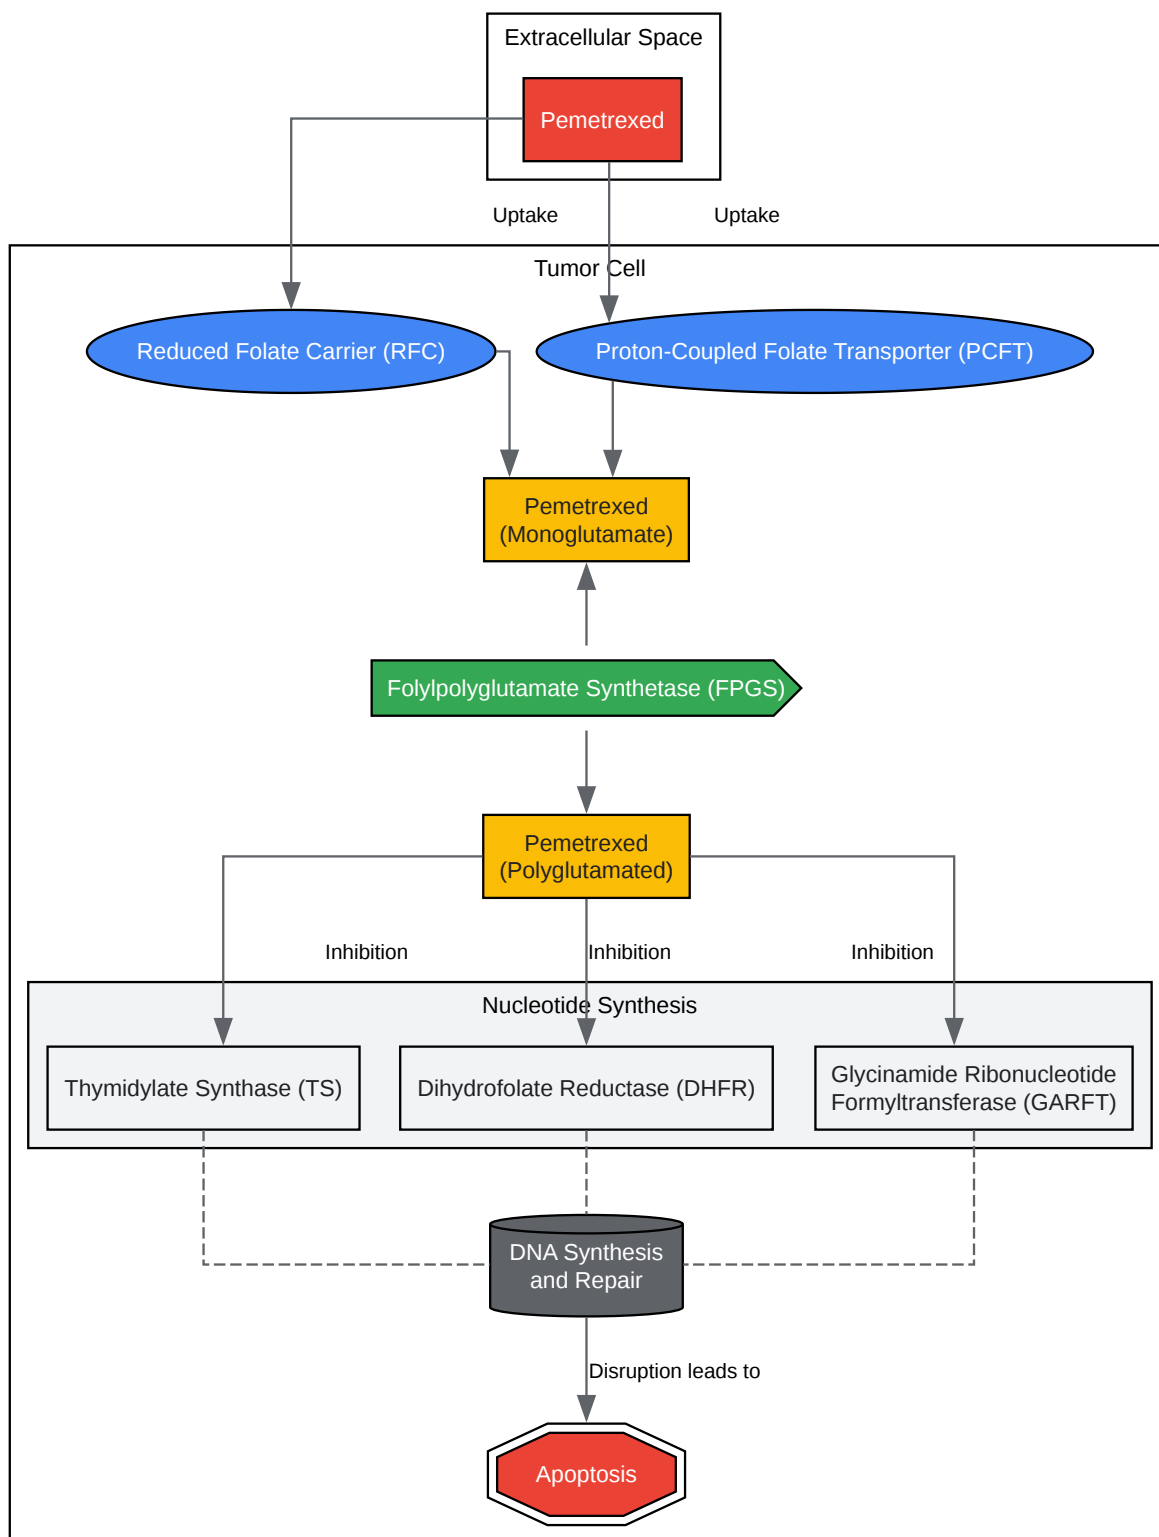 Extracellular Space
Pemetrexed
Uptake
Uptake
Tumor Cell
Reduced Folate Carrier (RFC)
Proton-Coupled Folate Transporter (PCFT)
Pemetrexed
(Monoglutamate)
Folylpolyglutamate Synthetase (FPGS)
Pemetrexed
(Polyglutamated)
Inhibition
Inhibition
Inhibition
Nucleotide Synthesis
Thymidylate Synthase (TS)
Dihydrofolate Reductase (DHFR)
Glycinamide Ribonucleotide
Formyltransferase (GARFT)
DNA Synthesis
and Repair
Disruption leads to
Apoptosis